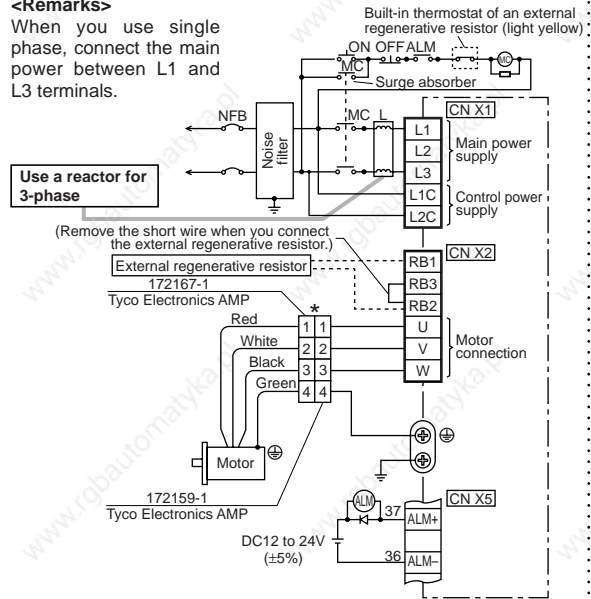 <Remarks>
When you use single
phase, connect the main
power between L1 and
L3 terminals.
Built-in thermostat of an external
regenerative resistor (light yellow)
ON OFF ALM
MC
MC
Surge absorber
NFB
Noise
filter
MC L
CN X1
L1
L2
L3
L1C
L2C
Main power
supply
Control power
supply
Use a reactor for
3-phase
(Remove the short wire when you connect
the external regenerative resistor.)
External regenerative resistor
CN X2
RB1
RB3
RB2
U
V
W
Motor
connection
172167-1
Tyco Electronics AMP
*
Red
White
Black
Green
1 1
2 2
3 3
4 4
Motor
172159-1
Tyco Electronics AMP
ALM
DC12 to 24V
(±5%)
37
36
CN X5
ALM+
ALM−
www.rgbautomatyka.pl